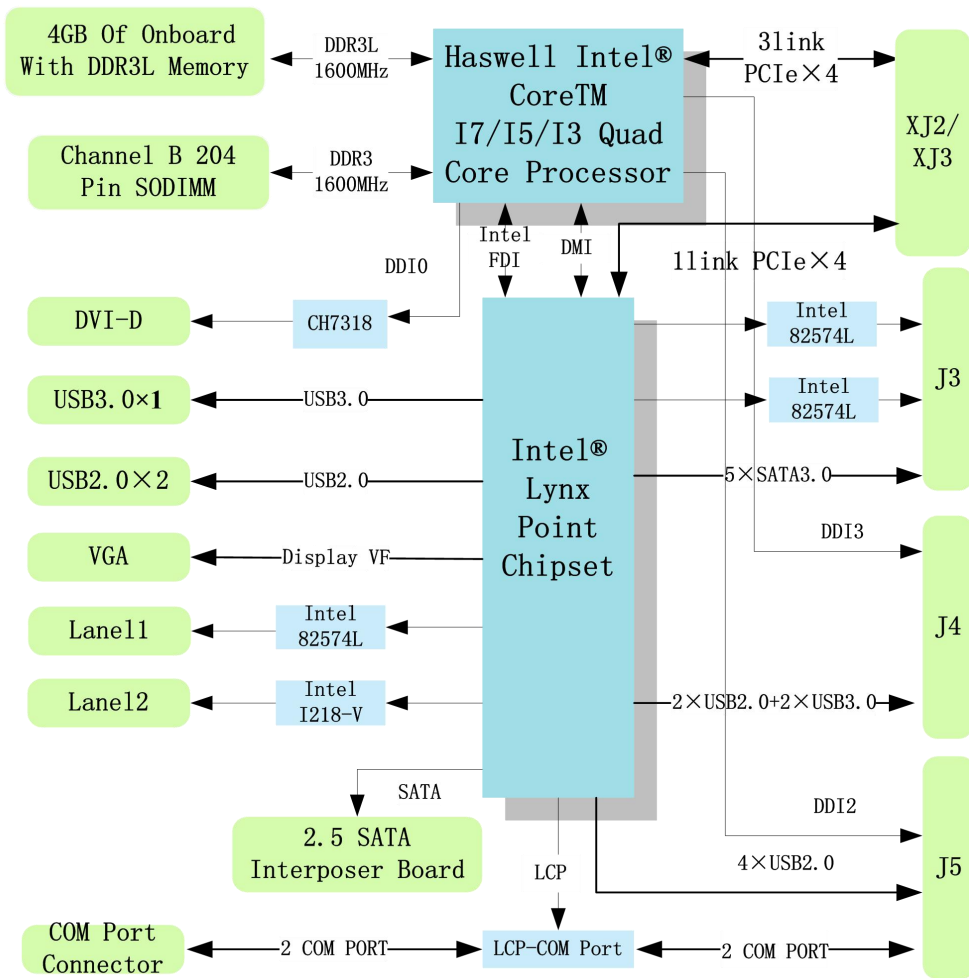 4GB Of Onboard
With DDR3L Memory
DDR3L
1600MHz
Haswell Intel®
CoreTM
I7/I5/I3 Quad
Core Processor
3link
PCIe×4
XJ2/
XJ3
Channel B 204
Pin SODIMM
DDR3
1600MHz
Intel
FDI
DMI
DDI0
1link PCIe×4
DVI-D
CH7318
Intel
82574L
J3
USB3.0×1
USB3.0
Intel
82574L
Intel®
Lynx
Point
Chipset
USB2.0×2
USB2.0
5×SATA3.0
VGA
Display VF
DDI3
Lanel1
Intel
82574L
J4
Lanel2
Intel
I218-V
2×USB2.0+2×USB3.0
SATA
2.5 SATA
Interposer Board
DDI2
LCP
4×USB2.0
J5
COM Port
Connector
2 COM PORT
LCP-COM Port
2 COM PORT